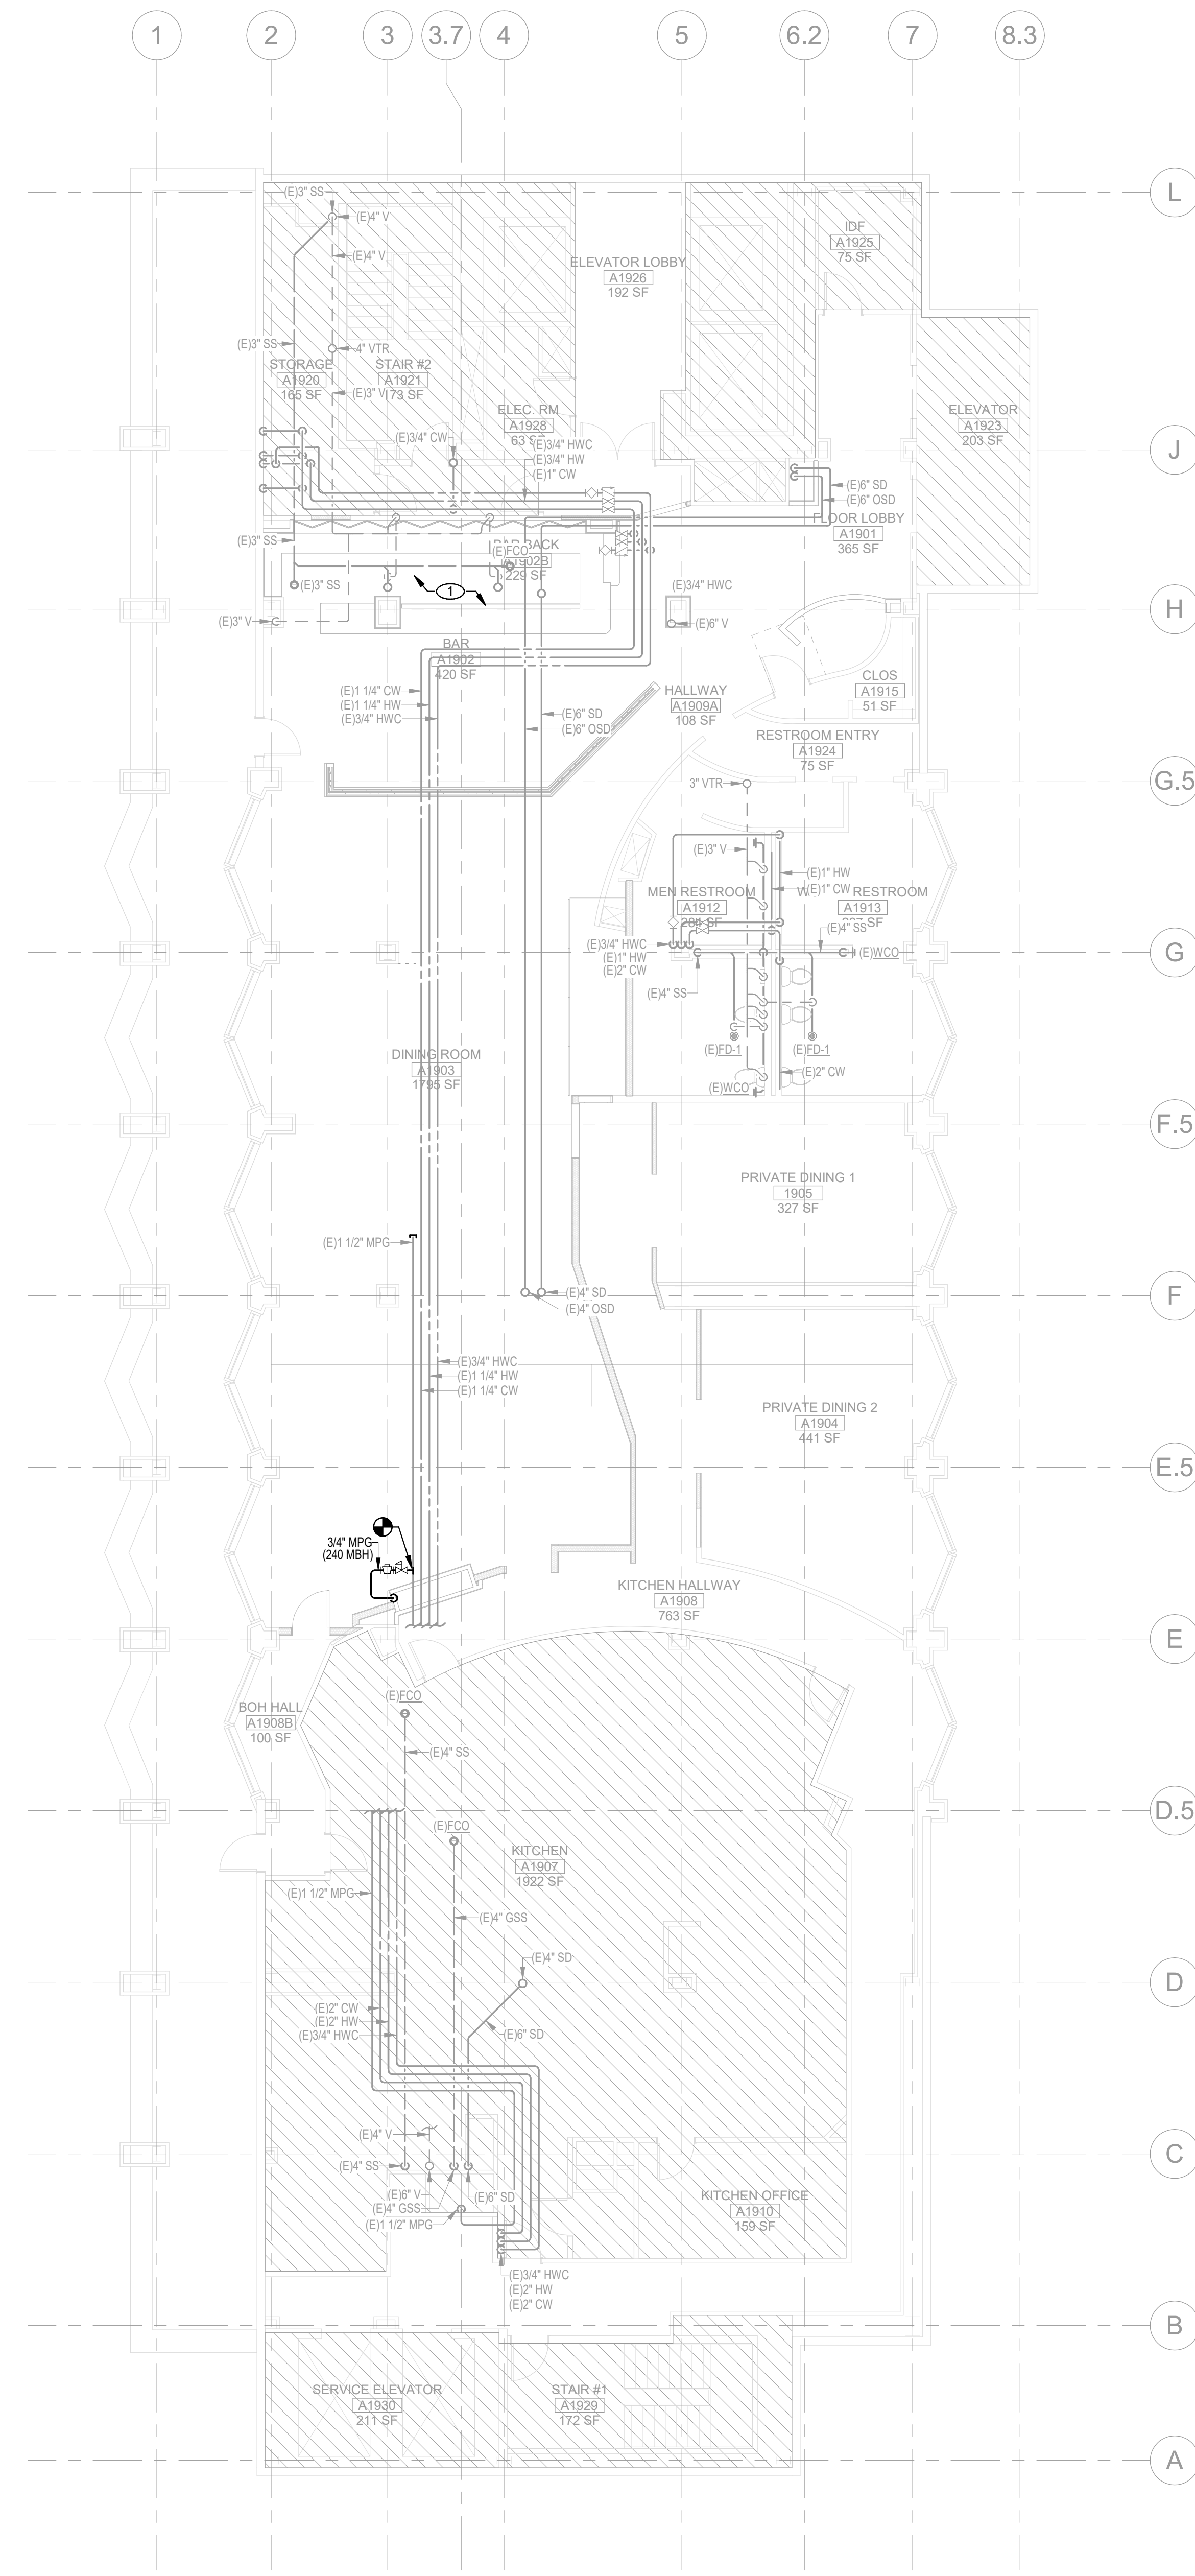 1
2
3
3.7
4
5
6.2
7
8.3
L
(E)3" SS
(E)4" V
(E)4" V
IDF
A1925
75 SF
ELEVATOR LOBBY
A1926
192 SF
(E)3" SS
4" VTR
STORAGE
A1920
165 SF
STAIR #2
A1921
173 SF
(E)3" V
ELEC. RM
A1928
63 SF
ELEVATOR
A1923
203 SF
(E)3/4" CW
(E)3/4" HWC
(E)3/4" HW
(E)1" CW
J
(E)6" SD
(E)6" OSD
FLOOR LOBBY
A1901
365 SF
(E)3" SS
(E)FCO
BAR BACK
A1902B
229 SF
(E)3" SS
1
(E)3/4" HWC
H
(E)3" V
(E)6" V
BAR
A1902
420 SF
(E)1 1/4" CW
(E)1 1/4" HW
(E)3/4" HWC
(E)6" SD
(E)6" OSD
HALLWAY
A1909A
108 SF
CLOS
A1915
51 SF
RESTROOM ENTRY
A1924
75 SF
G.5
3" VTR
(E)3" V
(E)1" HW
(E)1" CW
MEN RESTROOM
A1912
284 SF
RESTROOM
A1913
SF
(E)4" SS
(E)3/4" HWC
(E)1" HW
(E)2" CW
(E)WCO
G
(E)4" SS
(E)FD-1
(E)FD-1
(E)2" CW
(E)WCO
DINING ROOM
A1903
1795 SF
F.5
PRIVATE DINING 1
1905
327 SF
(E)1 1/2" MPG
F
(E)4" SD
(E)4" OSD
(E)3/4" HWC
(E)1 1/4" HW
(E)1 1/4" CW
PRIVATE DINING 2
A1904
441 SF
E.5
3/4" MPG
(240 MBH)
KITCHEN HALLWAY
A1908
763 SF
E
(E)FCO
BOH HALL
A1908B
100 SF
(E)4" SS
D.5
(E)FCO
KITCHEN
A1907
1922 SF
(E)1 1/2" MPG
(E)4" GSS
(E)4" SD
D
(E)2" CW
(E)2" HW
(E)3/4" HWC
(E)6" SD
(E)4" V
C
(E)4" SS
(E)6" V
(E)4" GSS
(E)1 1/2" MPG
(E)6" SD
KITCHEN OFFICE
A1910
159 SF
(E)3/4" HWC
(E)2" HW
(E)2" CW
B
SERVICE ELEVATOR
A1930
211 SF
STAIR #1
A1929
172 SF
A